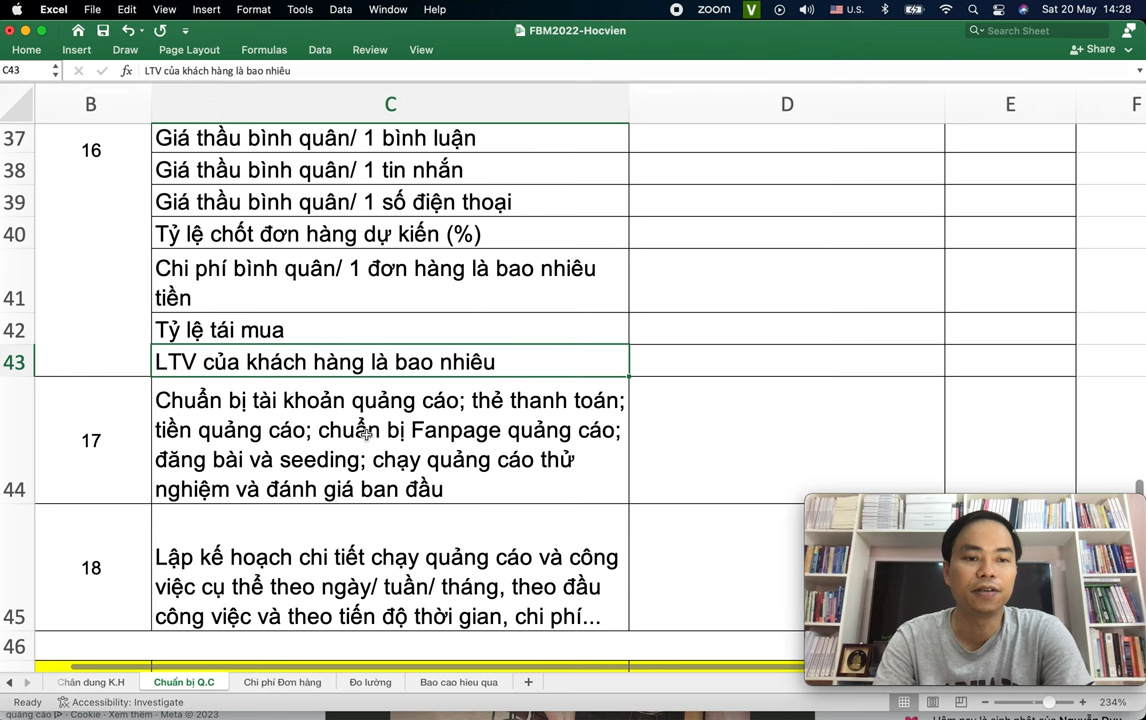 Excel File Edit View Insert Format Tools Data Window Help zoom V U.S. Sat 20 May 14:28
FBM2022-Hocvien
Search Sheet
Home Insert Draw Page Layout Formulas Data Review View
Share
C43 fx LTV của khách hàng là bao nhiêu
B C D E F
37 Giá thầu bình quân/ 1 bình luận
16
38 Giá thầu bình quân/ 1 tin nhắn
39 Giá thầu bình quân/ 1 số điện thoại
40 Tỷ lệ chốt đơn hàng dự kiến (%)
Chi phí bình quân/ 1 đơn hàng là bao nhiêu
41 tiền
42 Tỷ lệ tái mua
43 LTV của khách hàng là bao nhiêu
Chuẩn bị tài khoản quảng cáo; thẻ thanh toán;
tiền quảng cáo; chuẩn bị Fanpage quảng cáo;
17
đăng bài và seeding; chạy quảng cáo thử
44 nghiệm và đánh giá ban đầu
Lập kế hoạch chi tiết chạy quảng cáo và công
18
việc cụ thể theo ngày/ tuần/ tháng, theo đầu
45 công việc và theo tiến độ thời gian, chi phí...
46
Chân dung K.H Chuẩn bị Q.C Chi phí Đơn hàng Đo lường Bao cao hieu qua +
Ready Accessibility: Investigate 234%
quảng cáo · Cookie · Xem thêm · Meta © 2023